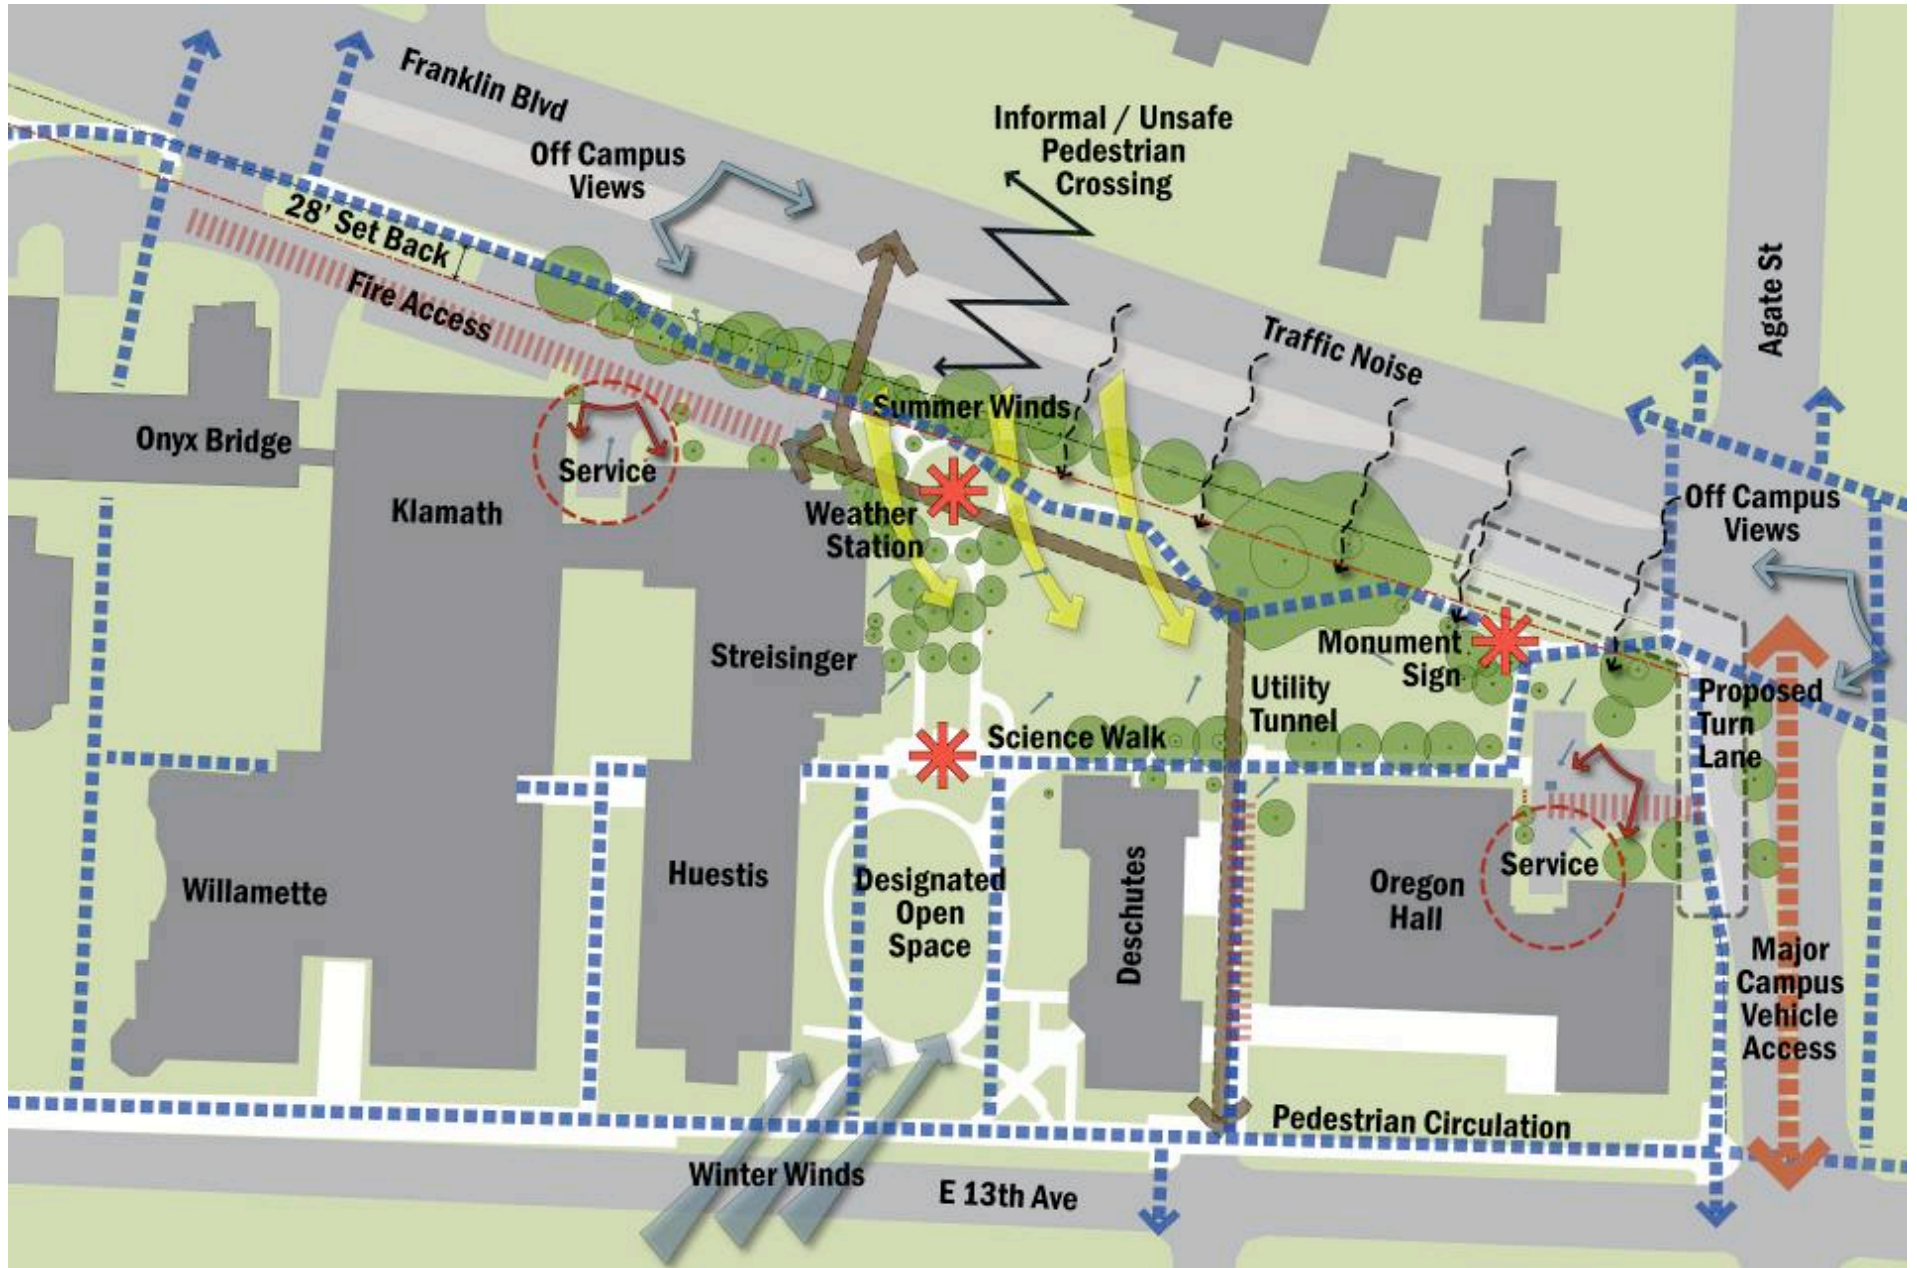 Franklin Blvd
Informal / Unsafe
Pedestrian
Crossing
Off Campus
Views
28' Set Back
Fire Access
Agate St
Traffic Noise
Summer Winds
Onyx Bridge
Service
Klamath
Weather
Station
Off Campus
Views
Streisinger
Monument
Sign
Utility
Tunnel
Proposed
Turn
Lane
Science Walk
Willamette
Huestis
Designated
Open
Space
Deschutes
Oregon
Hall
Service
Major
Campus
Vehicle
Access
Pedestrian Circulation
Winter Winds
E 13th Ave